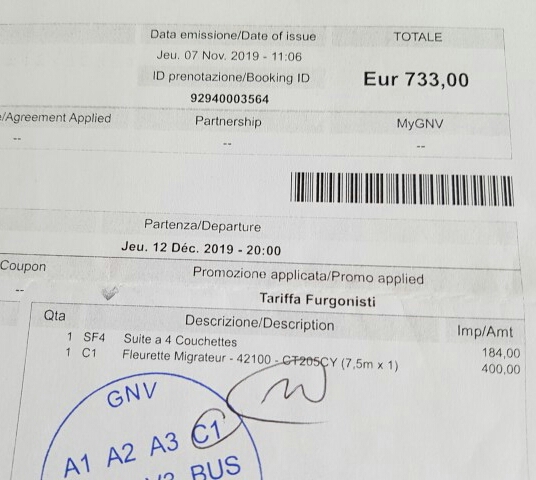 Data emissione/Date of issue
TOTALE
Jeu. 07 Nov. 2019 - 11:06
ID prenotazione/Booking ID
Eur 733,00
92940003564
/Agreement Applied
Partnership
MyGNV
--
--
--
Partenza/Departure
Jeu. 12 Déc. 2019 - 20:00
Coupon
Promozione applicata/Promo applied
--
Tariffa Furgonisti
Qta
Descrizione/Description
Imp/Amt
1 SF4 Suite a 4 Couchettes 184,00
1 C1 Fleurette Migrateur - 42100 - CT205CY (7,5m x 1) 400,00
GNV
A1 A2 A3 C1
BUS